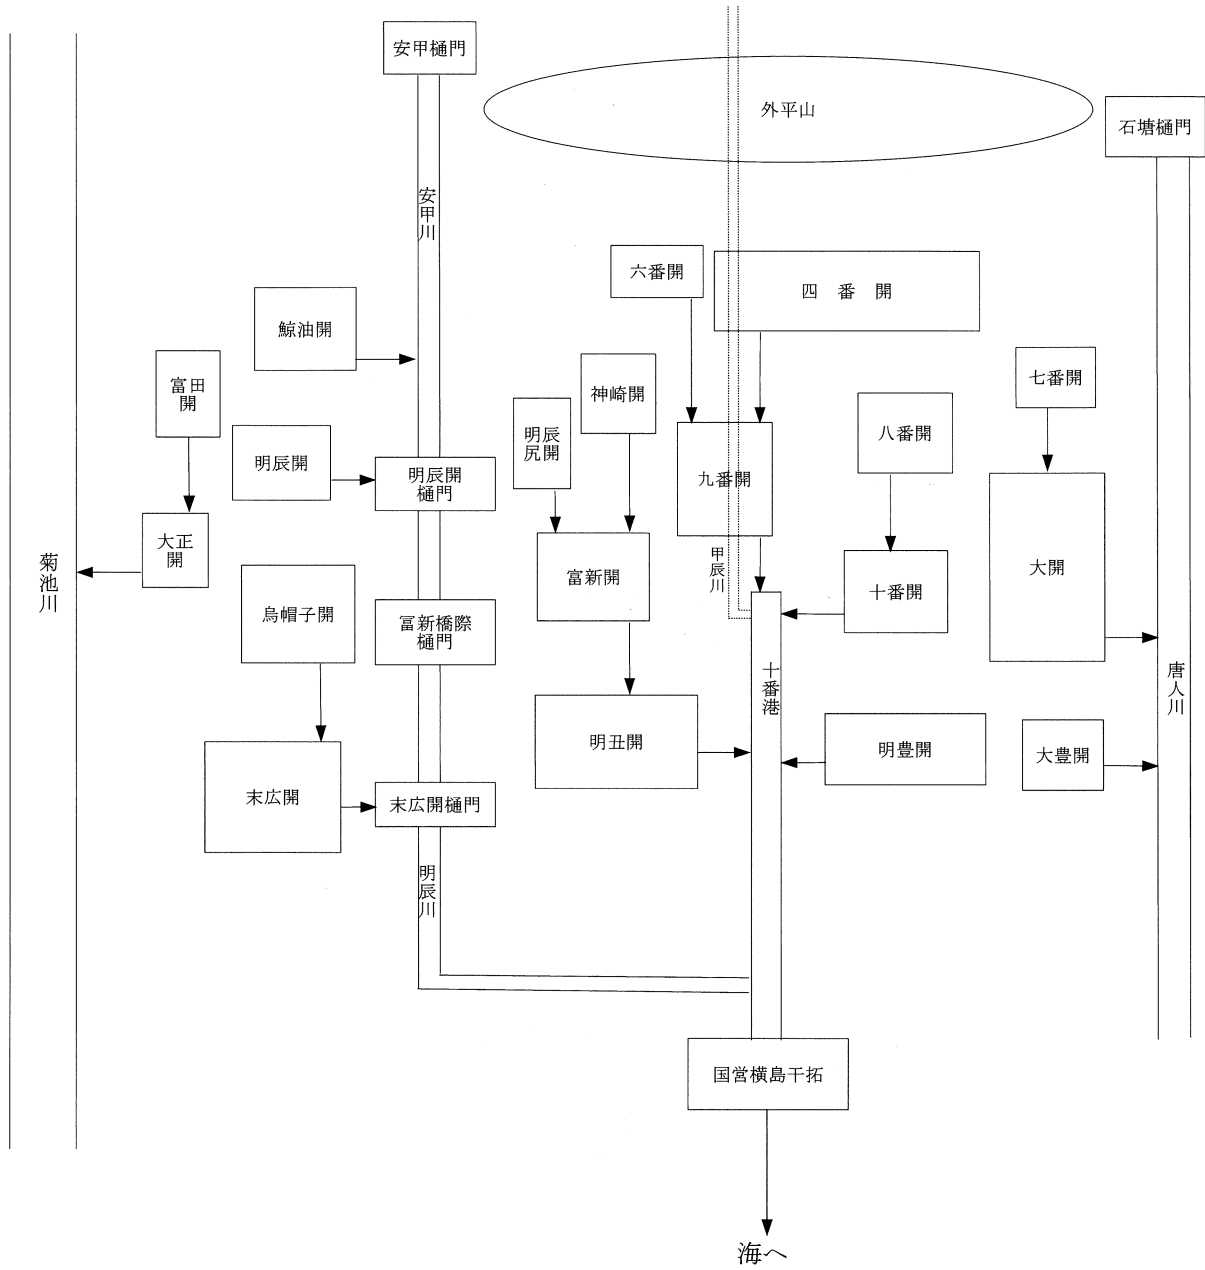 安甲樋門
外平山
石塘樋門
安甲川
六番開
四番開
鯨油開
富田
開
神崎開
七番開
明辰
尻開
八番開
明辰開
明辰開
樋門
九番開
大正
開
菊池川
甲辰川
富新開
大開
十番開
烏帽子開
冨新橋際
樋門
十番港
唐人川
明丑開
明豊開
大豊開
末広開
末広開樋門
明辰川
国営横島干拓
海へ